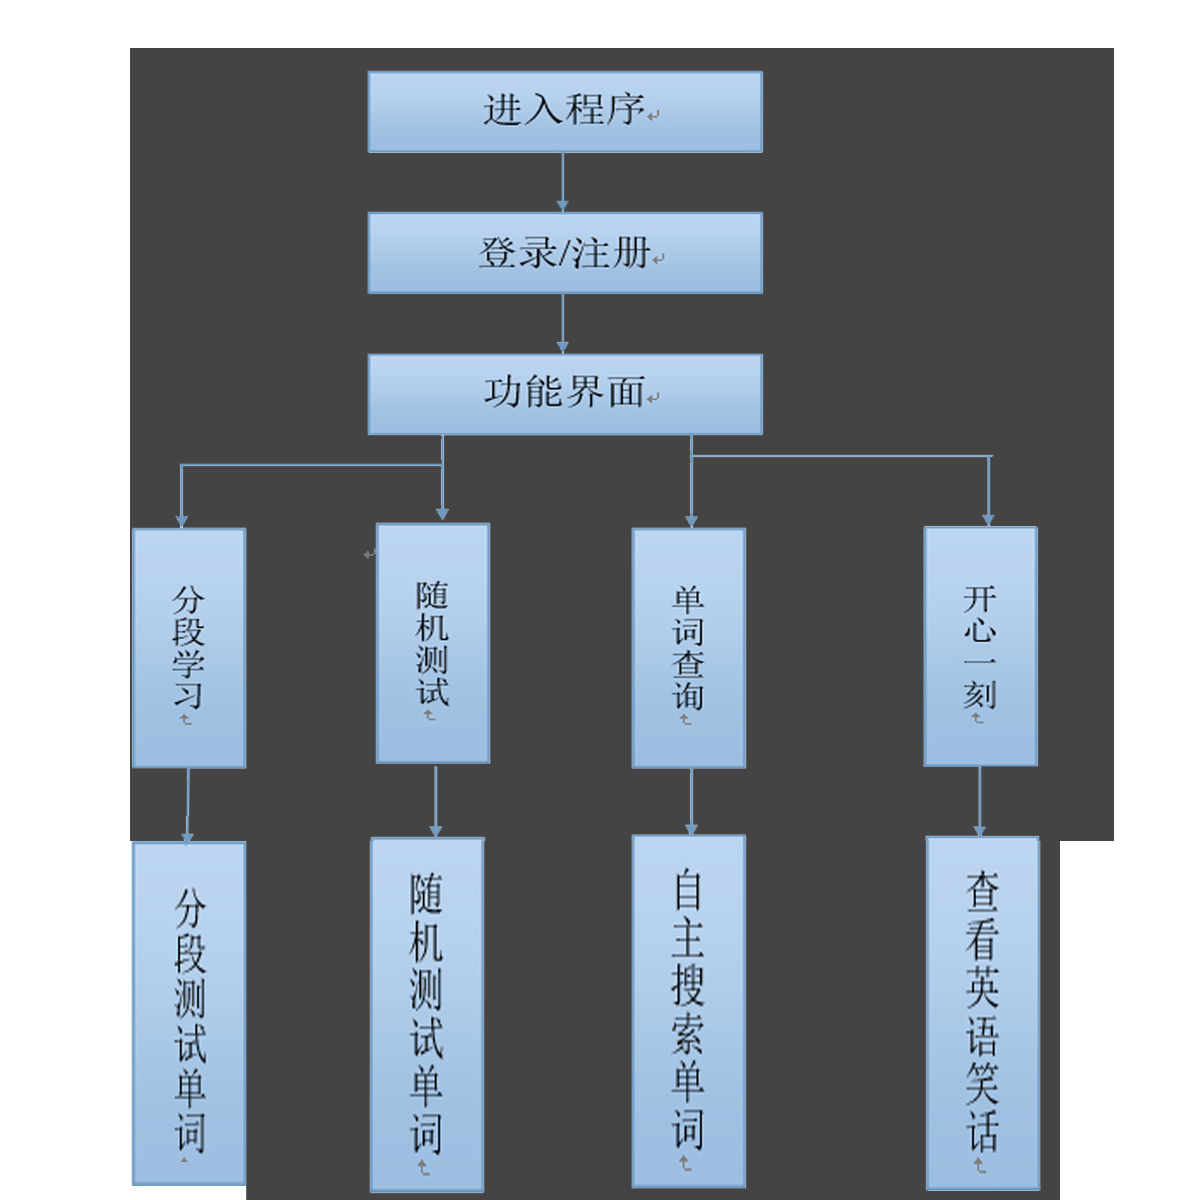 进入程序
登录/注册
功能界面
分段学习
随机测试
单词查询
开心一刻
分段测试单词
随机测试单词
自主搜索单词
查看英语笑话